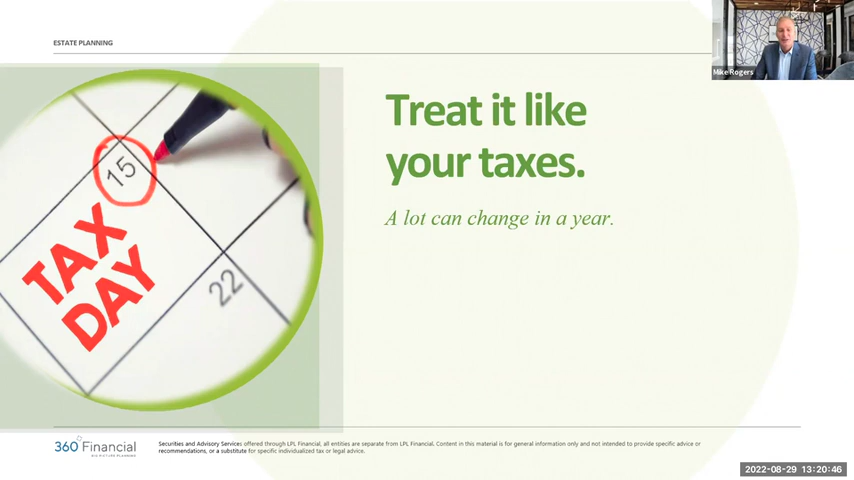 ESTATE PLANNING
Mike Rogers
15
TAX
DAY
22
Treat it like
your taxes.
A lot can change in a year.
360 Financial
BIG PICTURE PLANNING
Securities and Advisory Services offered through LPL Financial, all entities are separate from LPL Financial. Content in this material is for general information only and not intended to provide specific advice or
recommendations, or a substitute for specific individualized tax or legal advice.
2022-08-29 13:20:46